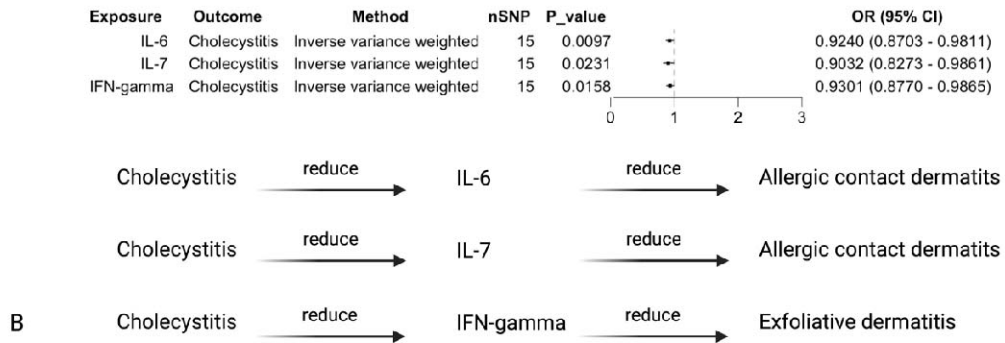 Exposure Outcome Method nSNP P_value OR (95% CI)
IL-6 Cholecystitis Inverse variance weighted 15 0.0097 0.9240 (0.8703 - 0.9811)
IL-7 Cholecystitis Inverse variance weighted 15 0.0231 0.9032 (0.8273 - 0.9861)
IFN-gamma Cholecystitis Inverse variance weighted 15 0.0158 0.9301 (0.8770 - 0.9865)
0 1 2 3
reduce reduce
Cholecystitis IL-6 Allergic contact dermatits
reduce reduce
Cholecystitis IL-7 Allergic contact dermatits
reduce reduce
B Cholecystitis IFN-gamma Exfoliative dermatitis